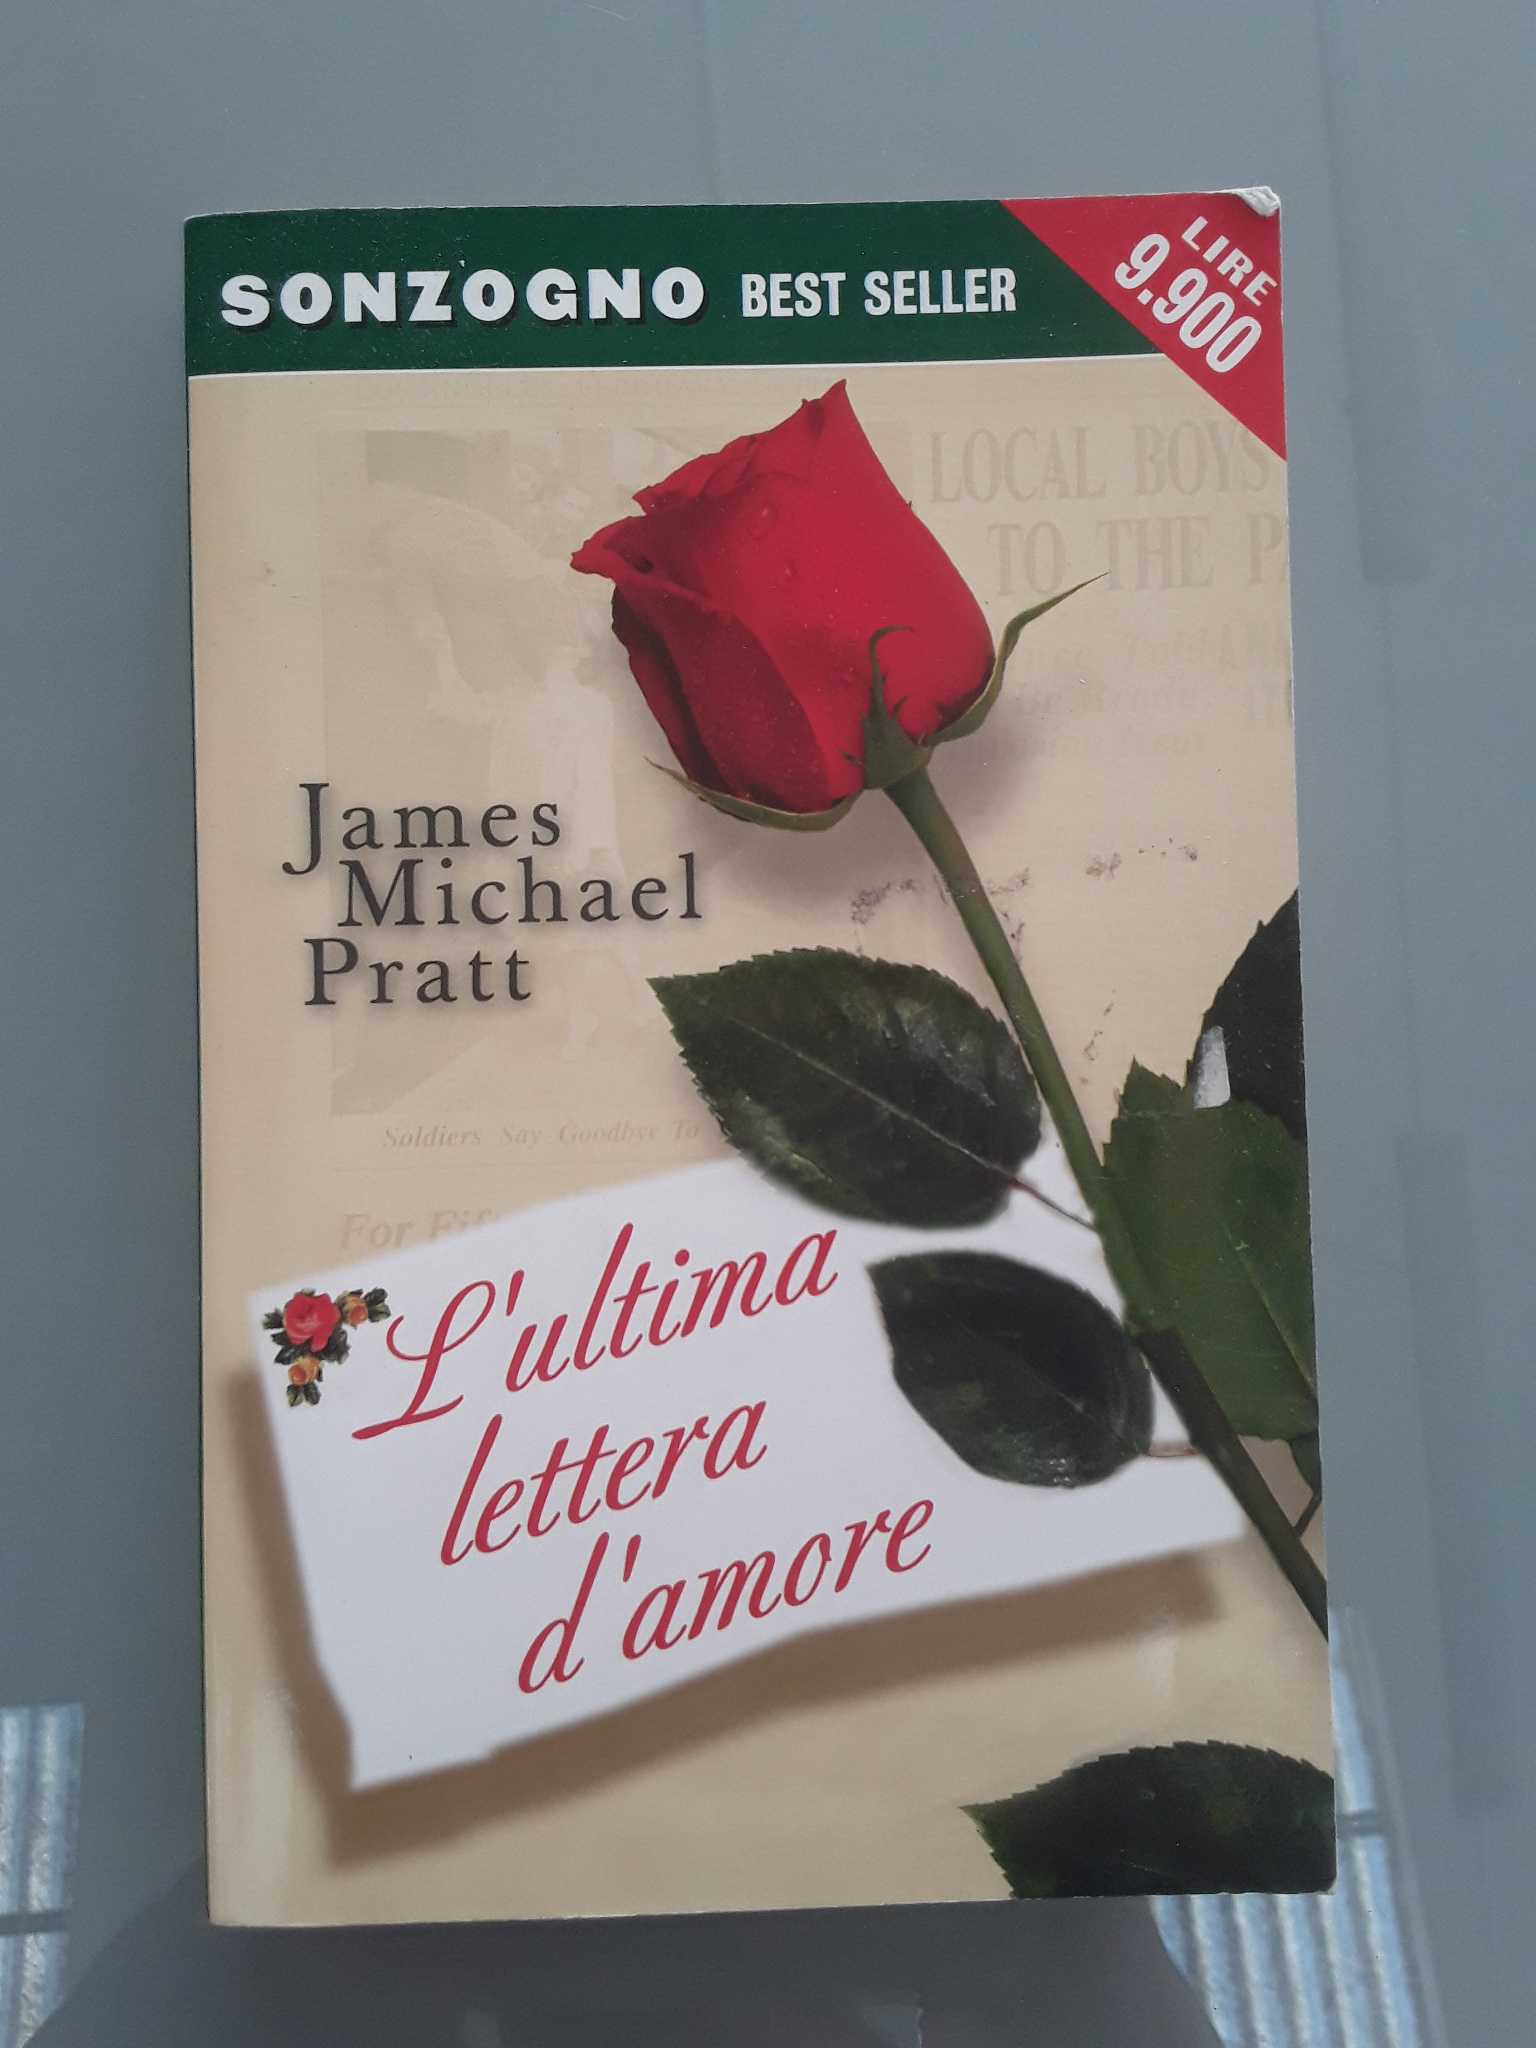 SONZOGNO BEST SELLER
LIRE
9.900
LOCAL BOYS
TO THE
James
Michael
Pratt
Soldiers Say Goodbye To
For
L'ultima
lettera
d'amore